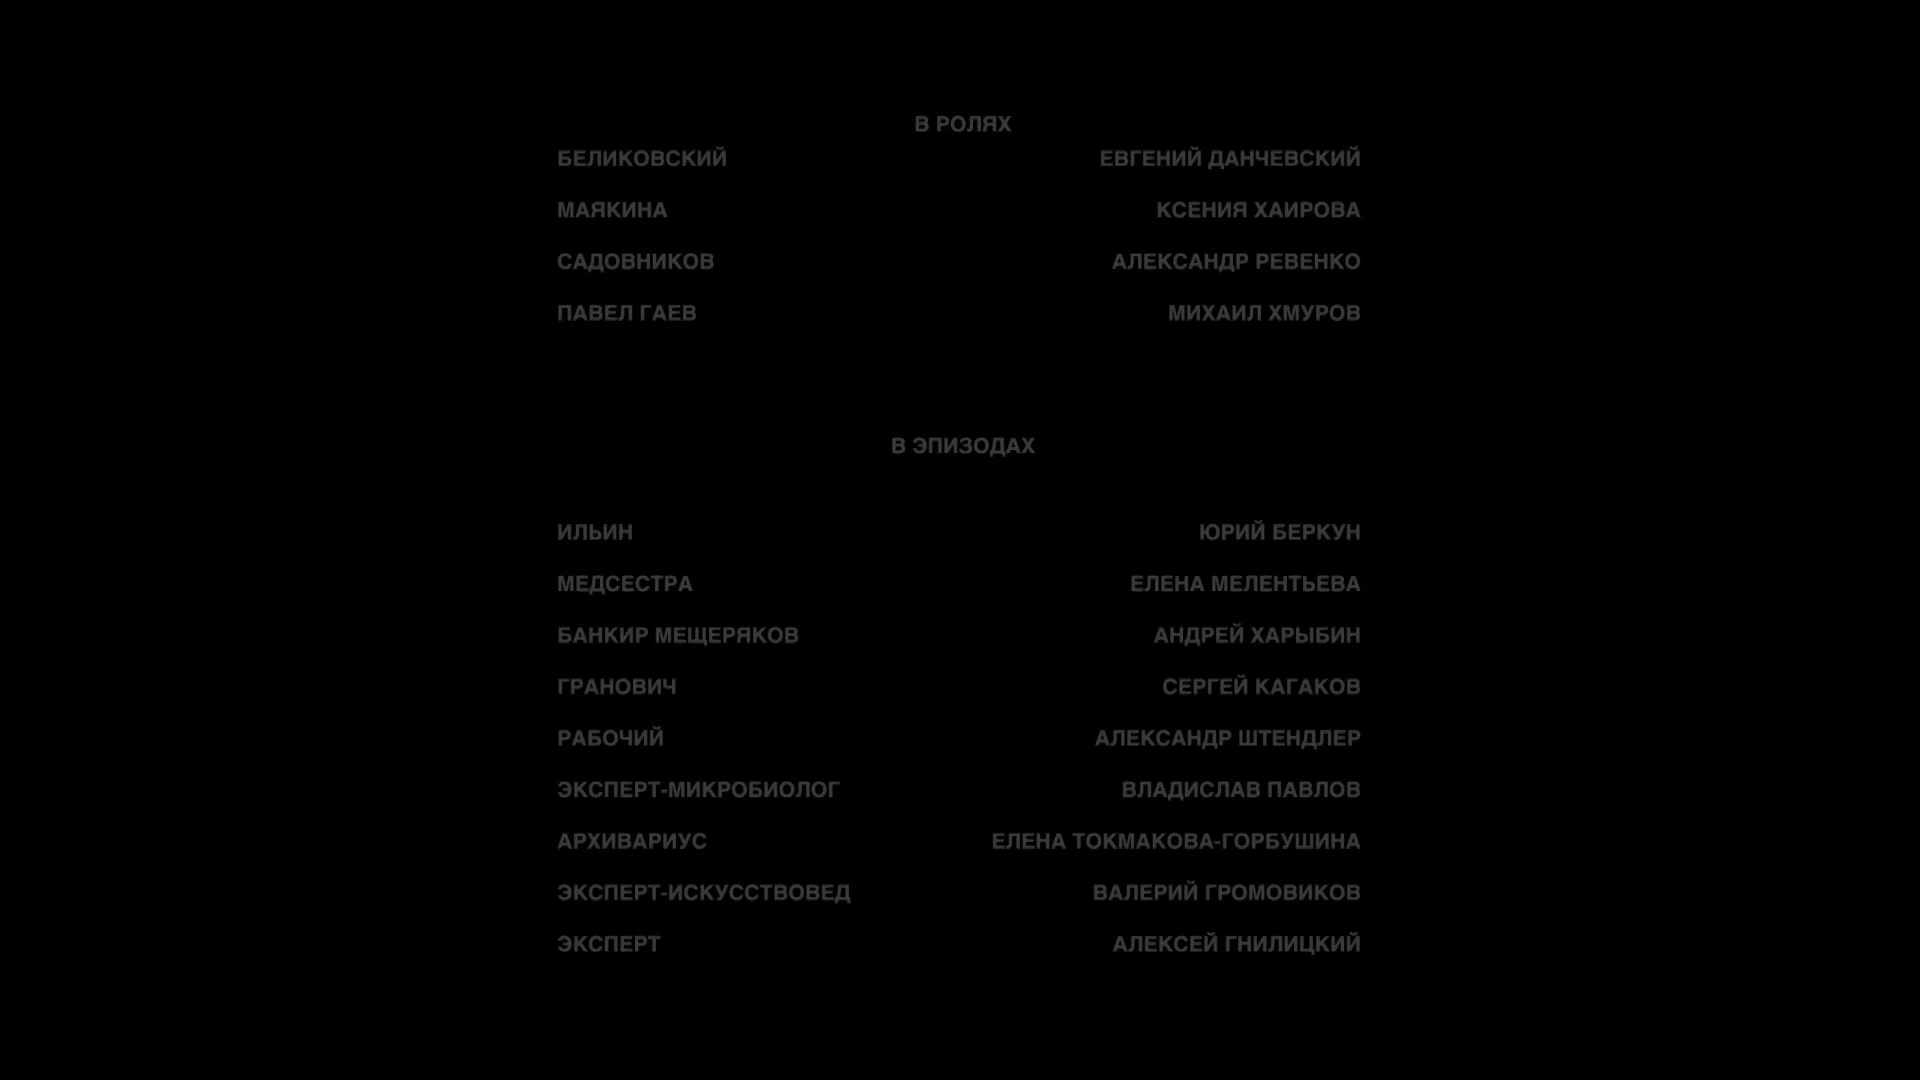 В РОЛЯХ
БЕЛИКОВСКИЙ ЕВГЕНИЙ ДАНЧЕВСКИЙ
МАЯКИНА КСЕНИЯ ХАИРОВА
САДОВНИКОВ АЛЕКСАНДР РЕВЕНКО
ПАВЕЛ ГАЕВ МИХАИЛ ХМУРОВ
В ЭПИЗОДАХ
ИЛЬИН ЮРИЙ БЕРКУН
МЕДСЕСТРА ЕЛЕНА МЕЛЕНТЬЕВА
БАНКИР МЕЩЕРЯКОВ АНДРЕЙ ХАРЫБИН
ГРАНОВИЧ СЕРГЕЙ КАГАКОВ
РАБОЧИЙ АЛЕКСАНДР ШТЕНДЛЕР
ЭКСПЕРТ-МИКРОБИОЛОГ ВЛАДИСЛАВ ПАВЛОВ
АРХИВАРИУС ЕЛЕНА ТОКМАКОВА-ГОРБУШИНА
ЭКСПЕРТ-ИСКУССТВОВЕД ВАЛЕРИЙ ГРОМОВИКОВ
ЭКСПЕРТ АЛЕКСЕЙ ГНИЛИЦКИЙ